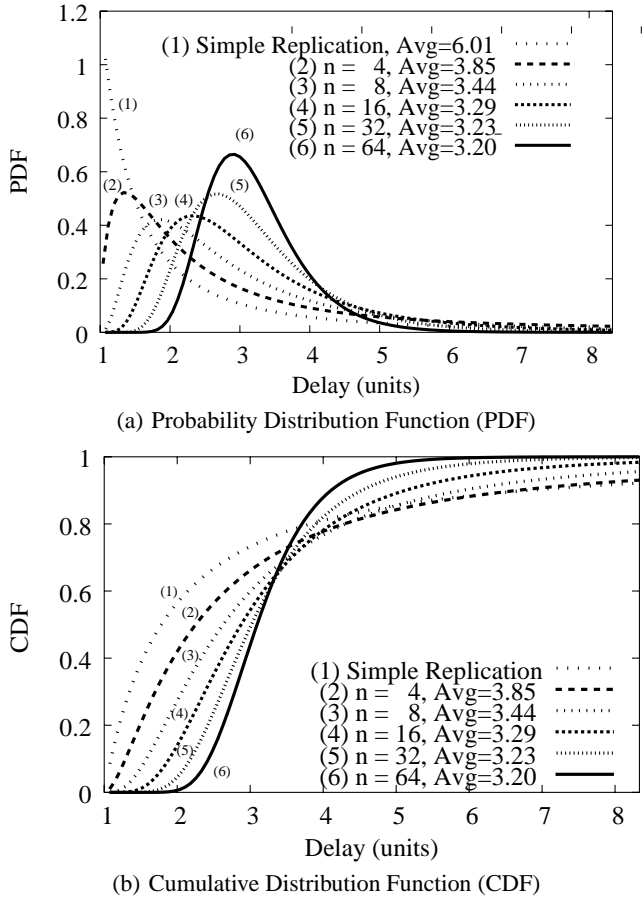 1.2
1
0.8
0.6
0.4
0.2
0
PDF
(1) Simple Replication, Avg=6.01
(2) n = 4, Avg=3.85
(3) n = 8, Avg=3.44
(4) n = 16, Avg=3.29
(5) n = 32, Avg=3.23
(6) n = 64, Avg=3.20
(1)
(2)
(3)
(4)
(5)
(6)
1 2 3 4 5 6 7 8
Delay (units)
(a) Probability Distribution Function (PDF)
1
0.8
0.6
0.4
0.2
0
CDF
(1)
(2)
(3)
(4)
(5)
(6)
(1) Simple Replication
(2) n = 4, Avg=3.85
(3) n = 8, Avg=3.44
(4) n = 16, Avg=3.29
(5) n = 32, Avg=3.23
(6) n = 64, Avg=3.20
1 2 3 4 5 6 7 8
Delay (units)
(b) Cumulative Distribution Function (CDF)